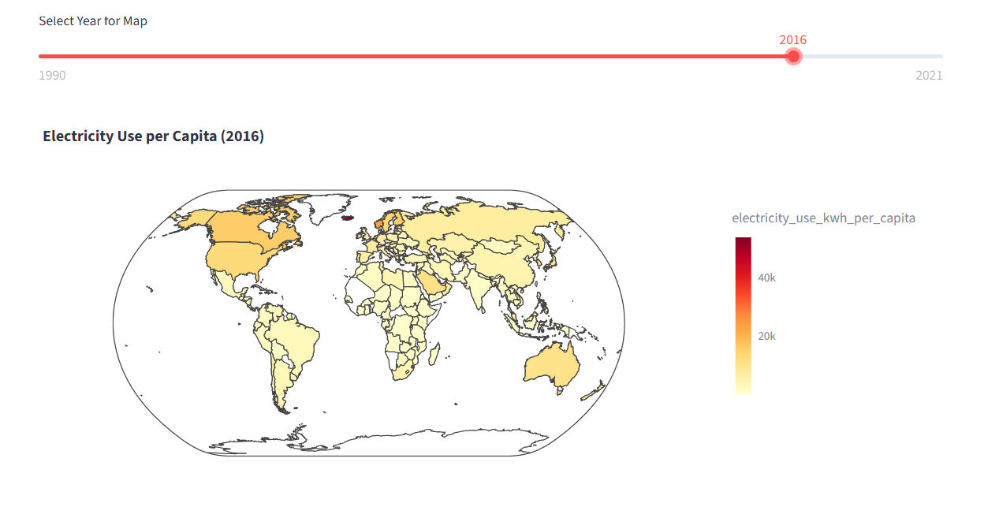 Select Year for Map
2016
1990
2021
Electricity Use per Capita (2016)
electricity_use_kwh_per_capita
40k
20k